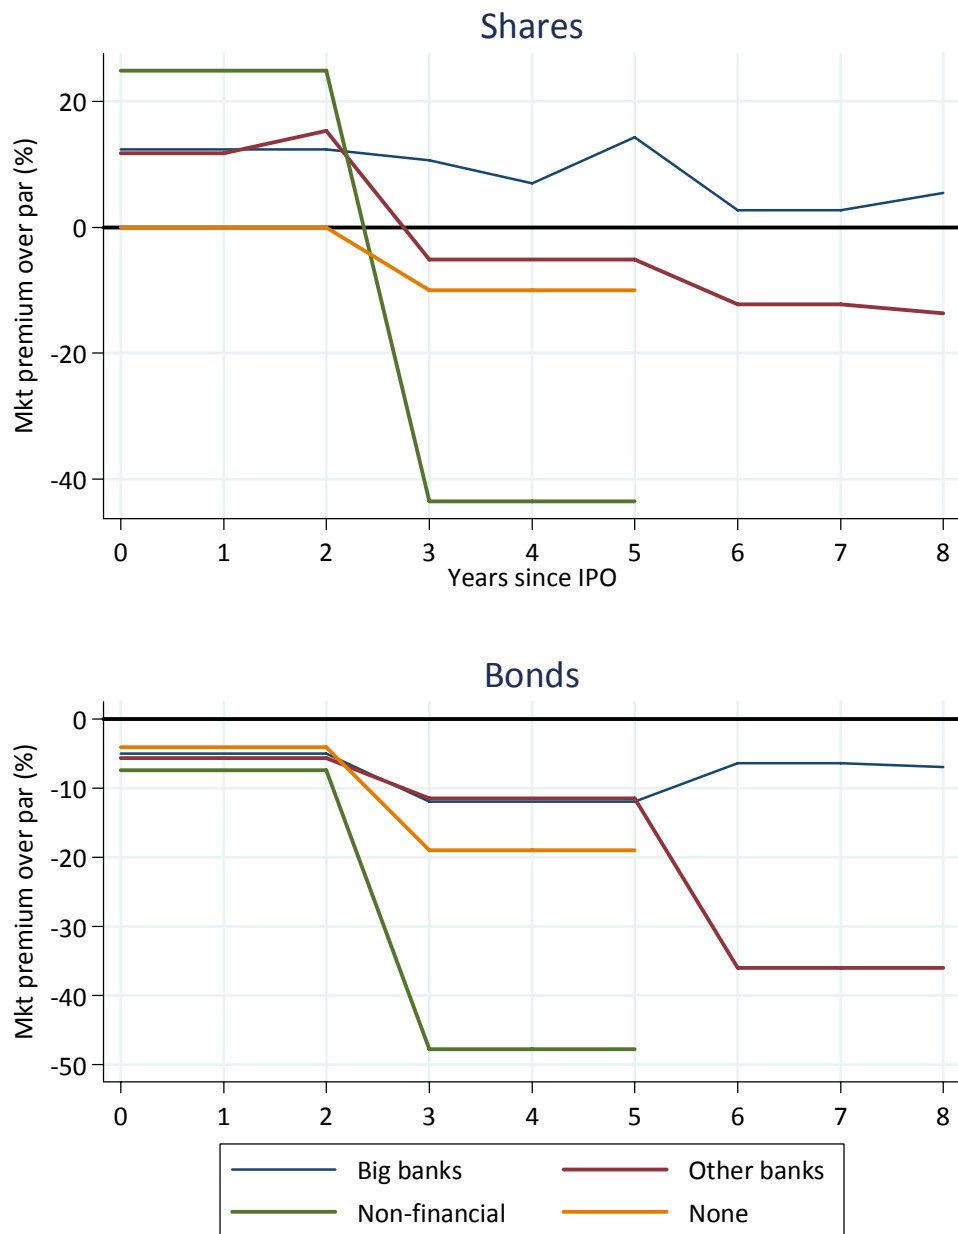 Shares
Mkt premium over par (%)
20
0
-20
-40
0 1 2 3 4 5 6 7 8
Years since IPO
Bonds
Mkt premium over par (%)
0
-10
-20
-30
-40
-50
0 1 2 3 4 5 6 7 8
Big banks Other banks
Non-financial None